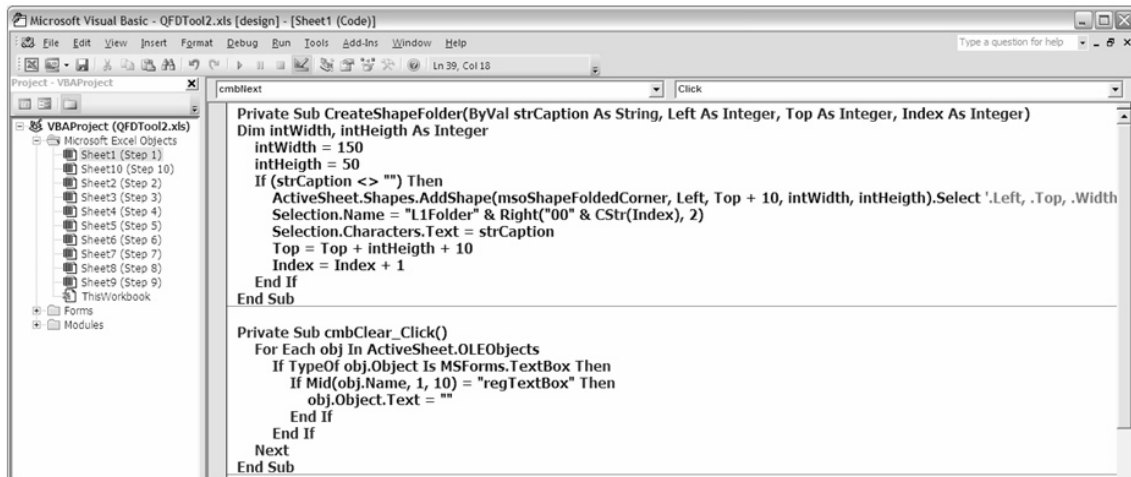 Microsoft Visual Basic - QFDTool2.xls [design] - [Sheet1 (Code)]
File Edit View Insert Format Debug Run Tools Add-Ins Window Help
Type a question for help
Ln 39, Col 18
Project - VBAProject
cmbNext
Click
VBAProject (QFDTool2.xls)
Microsoft Excel Objects
Sheet1 (Step 1)
Sheet10 (Step 10)
Sheet2 (Step 2)
Sheet3 (Step 3)
Sheet4 (Step 4)
Sheet5 (Step 5)
Sheet6 (Step 6)
Sheet7 (Step 7)
Sheet8 (Step 8)
Sheet9 (Step 9)
ThisWorkbook
Forms
Modules
Private Sub CreateShapeFolder(ByVal strCaption As String, Left As Integer, Top As Integer, Index As Integer)
Dim intWidth, intHeigth As Integer
intWidth = 150
intHeigth = 50
If (strCaption <> "") Then
ActiveSheet.Shapes.AddShape(msoShapeFoldedCorner, Left, Top + 10, intWidth, intHeigth).Select '.Left, .Top, .Width
Selection.Name = "L1Folder" & Right("00" & CStr(Index), 2)
Selection.Characters.Text = strCaption
Top = Top + intHeigth + 10
Index = Index + 1
End If
End Sub
Private Sub cmbClear_Click()
For Each obj In ActiveSheet.OLEObjects
If TypeOf obj.Object Is MSForms.TextBox Then
If Mid(obj.Name, 1, 10) = "regTextBox" Then
obj.Object.Text = ""
End If
End If
Next
End Sub